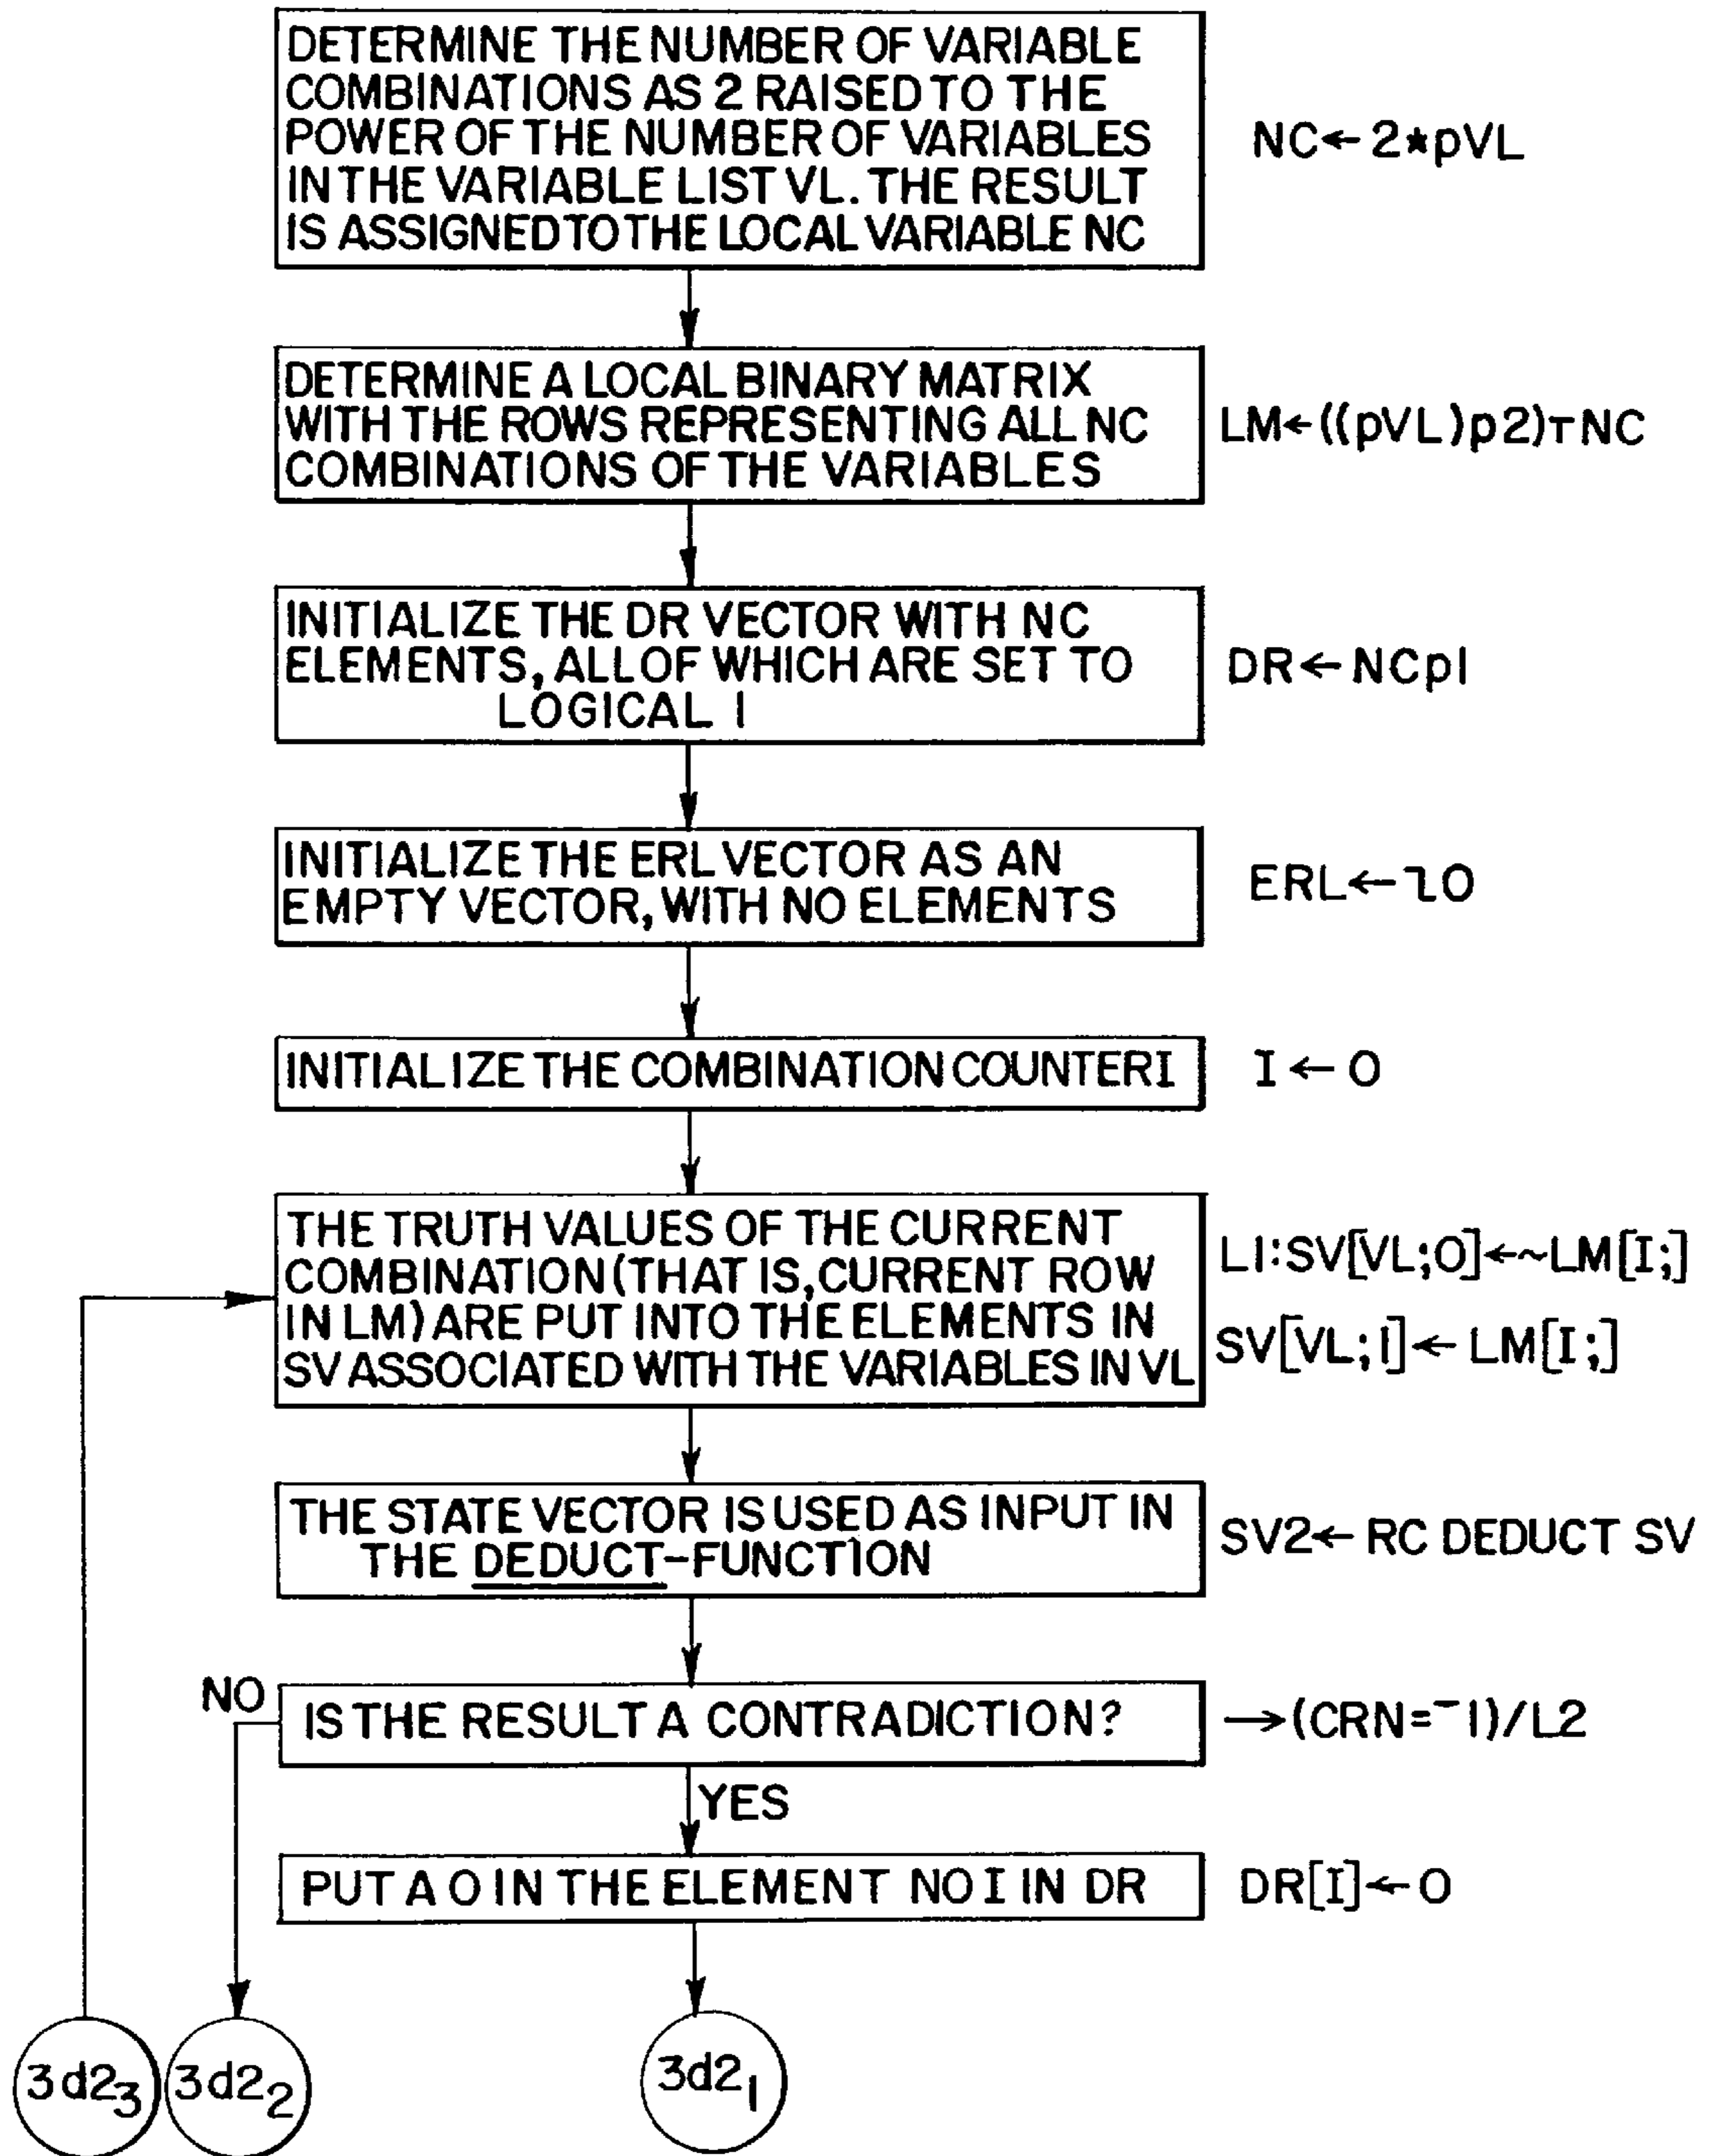 DETERMINE THE NUMBER OF VARIABLE
COMBINATIONS AS 2 RAISED TO THE
POWER OF THE NUMBER OF VARIABLES
IN THE VARIABLE LIST VL. THE RESULT
IS ASSIGNED TO THE LOCAL VARIABLE NC
NC←2*pVL
DETERMINE A LOCAL BINARY MATRIX
WITH THE ROWS REPRESENTING ALL NC
COMBINATIONS OF THE VARIABLES
LM←((pVL)p2)⊤NC
INITIALIZE THE DR VECTOR WITH NC
ELEMENTS, ALL OF WHICH ARE SET TO
LOGICAL 1
DR←NCp1
INITIALIZE THE ERL VECTOR AS AN
EMPTY VECTOR, WITH NO ELEMENTS
ERL←ɿ0
INITIALIZE THE COMBINATION COUNTER I
I←0
THE TRUTH VALUES OF THE CURRENT
COMBINATION (THAT IS, CURRENT ROW
IN LM) ARE PUT INTO THE ELEMENTS IN
SV ASSOCIATED WITH THE VARIABLES IN VL
L1:SV[VL;0]←~LM[I;]
SV[VL;1]←LM[I;]
THE STATE VECTOR IS USED AS INPUT IN
THE DEDUCT-FUNCTION
SV2←RC DEDUCT SV
NO
IS THE RESULT A CONTRADICTION?
→(CRN=¯1)/L2
YES
PUT A 0 IN THE ELEMENT NO I IN DR
DR[I]←0
3d2₃
3d2₂
3d2₁